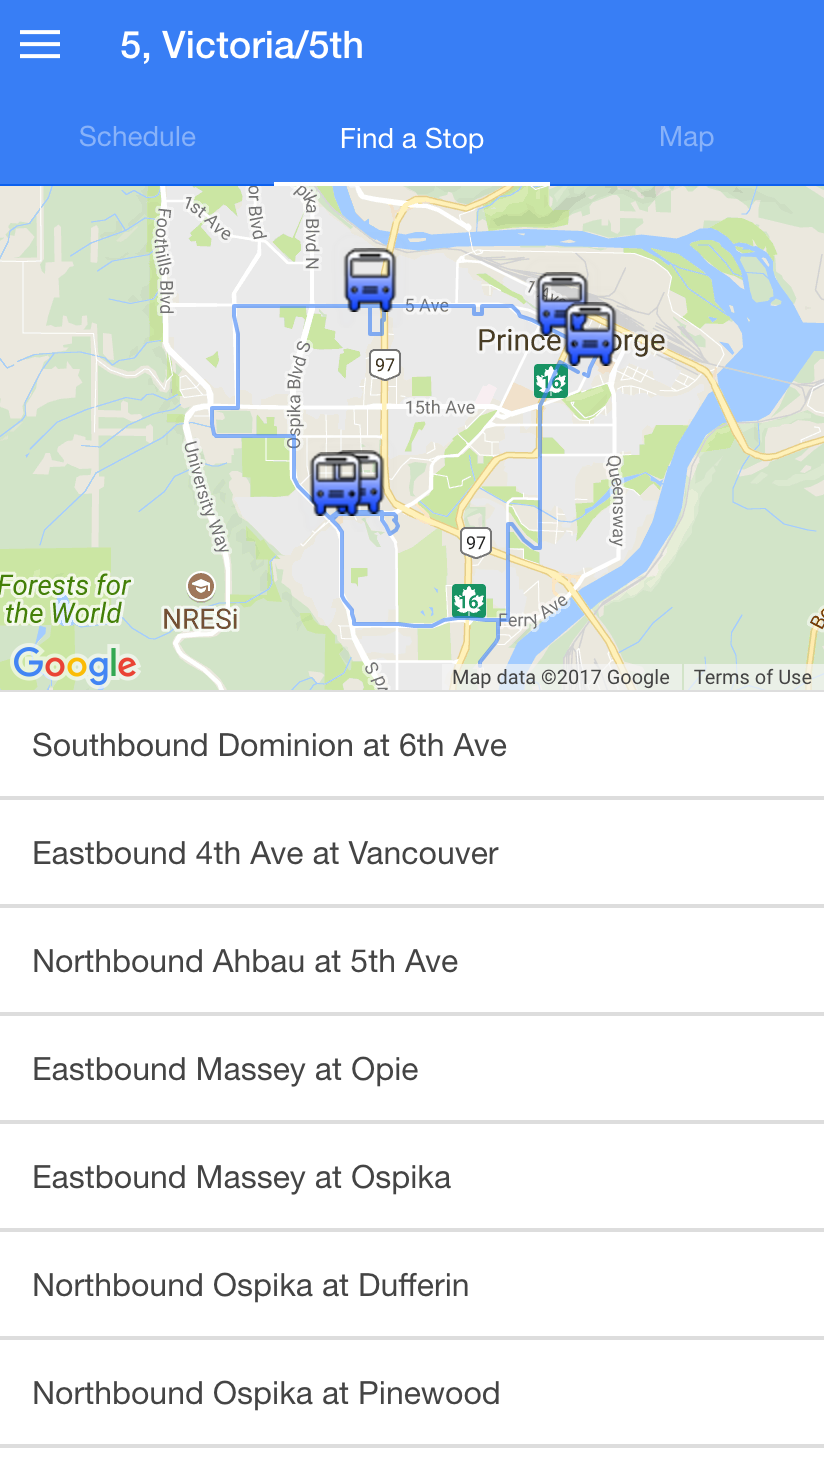 5, Victoria/5th
Schedule
Find a Stop
Map
1st Ave
or Blvd
pika Blvd N
Foothills Blvd
5 Ave
Prince
orge
97
16
Ospika Blvd S
15th Ave
University Way
Queensway
97
Forests for
the World
NRESi
16
Ferry Ave
Google
Map data ©2017 Google
Terms of Use
Southbound Dominion at 6th Ave
Eastbound 4th Ave at Vancouver
Northbound Ahbau at 5th Ave
Eastbound Massey at Opie
Eastbound Massey at Ospika
Northbound Ospika at Dufferin
Northbound Ospika at Pinewood